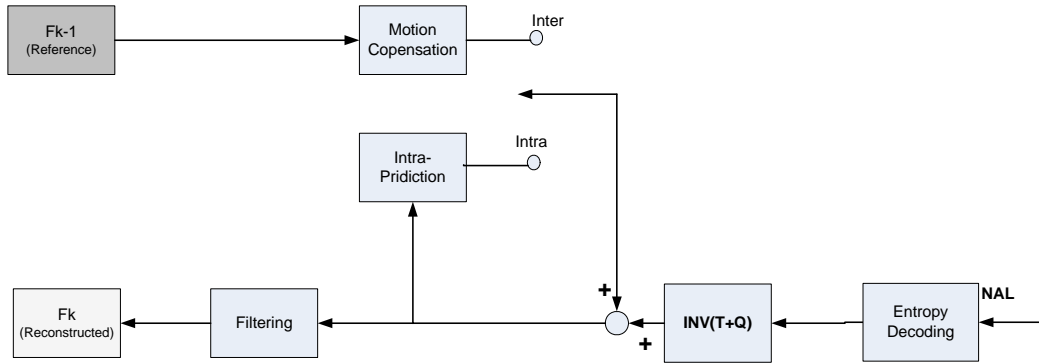 Fk-1
(Reference)
Motion
Copensation
Inter
Intra-
Pridiction
Intra
Fk
(Reconstructed)
Filtering
+
+
INV(T+Q)
Entropy
Decoding
NAL